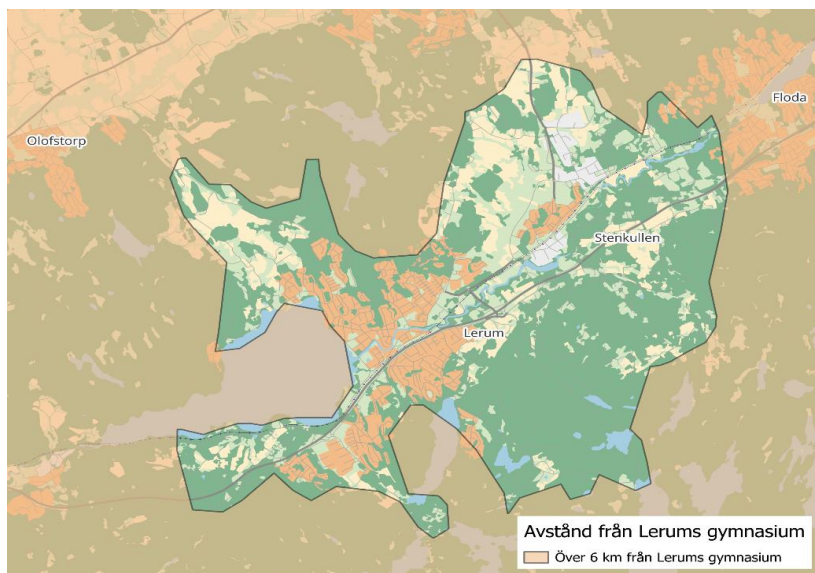 Floda
Olofstorp
Stenkullen
Lerum
Avstånd från Lerums gymnasium
Över 6 km från Lerums gymnasium